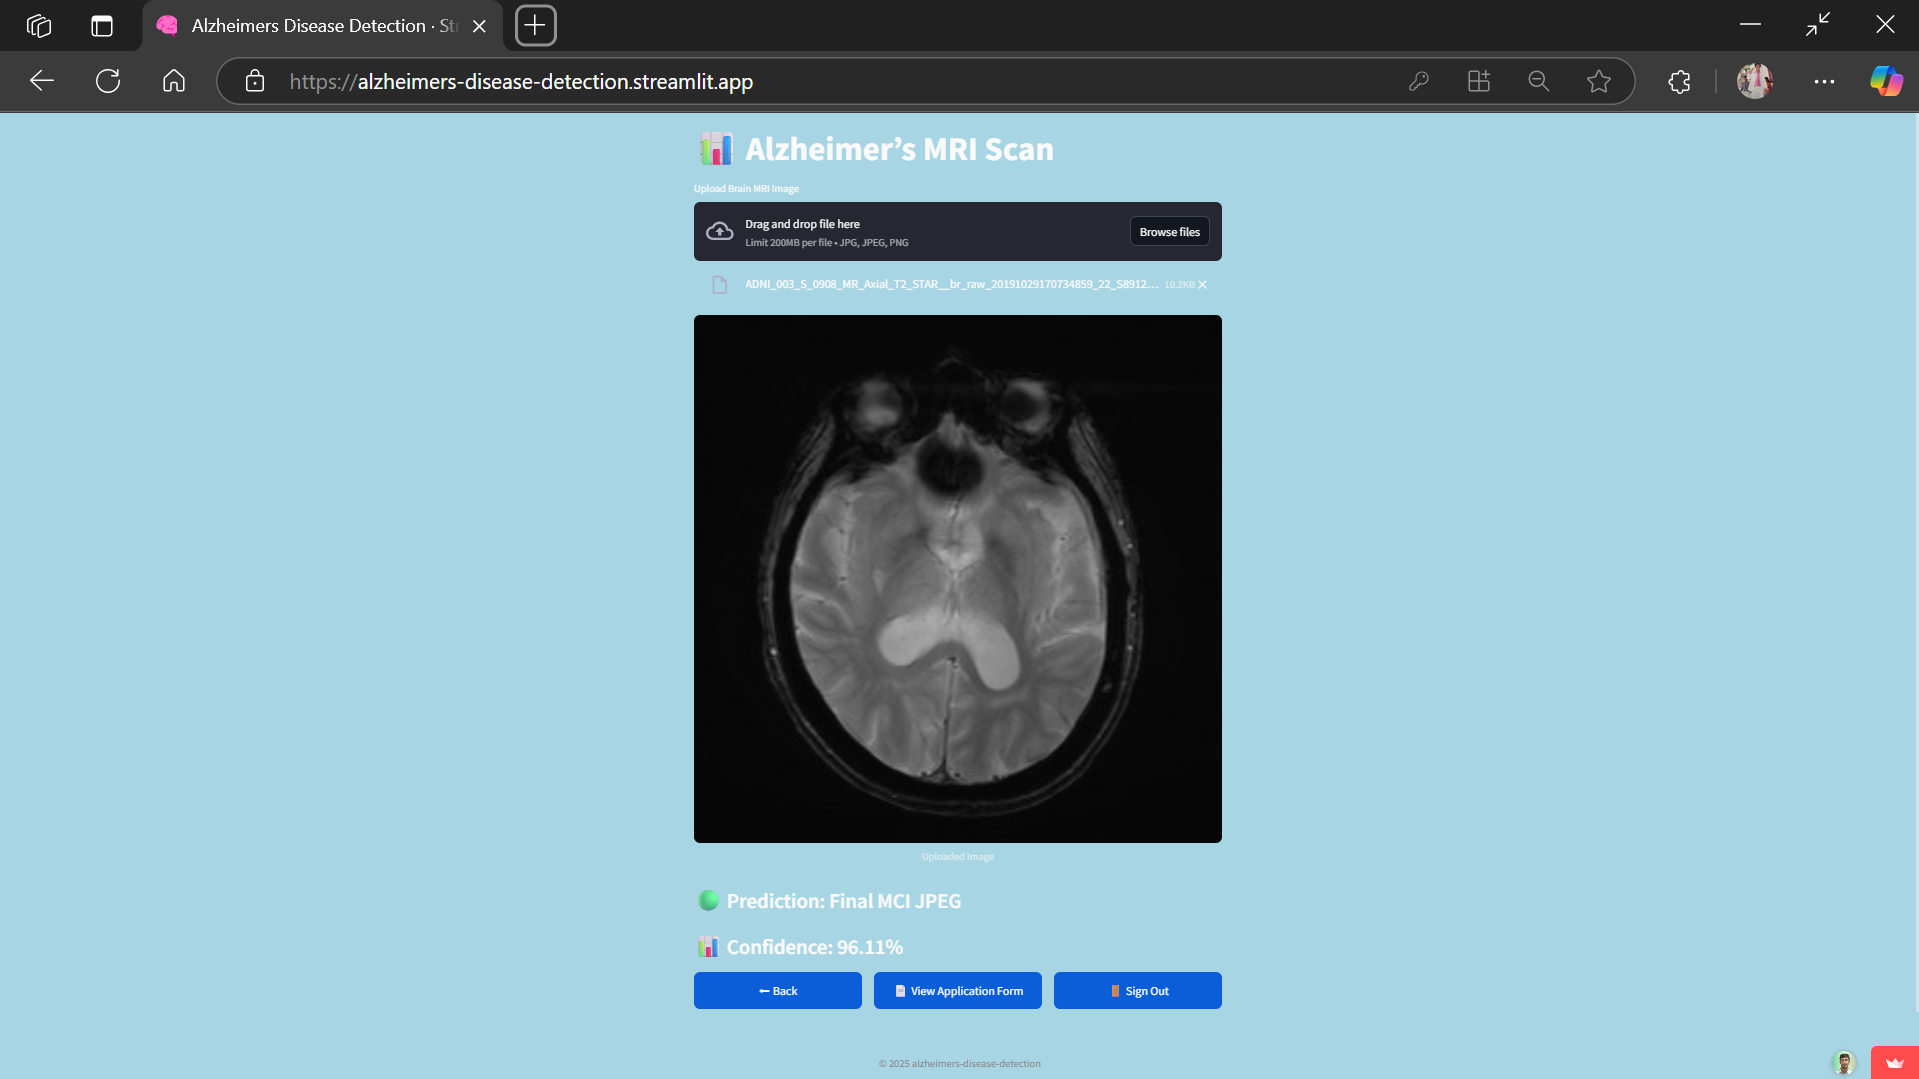 Alzheimers Disease Detection · St
https://alzheimers-disease-detection.streamlit.app
Alzheimer’s MRI Scan
Upload Brain MRI Image
Drag and drop file here
Limit 200MB per file • JPG, JPEG, PNG
Browse files
ADNI_003_S_0908_MR_Axial_T2_STAR__br_raw_20191029170734859_22_S8912... 10.2KB
Uploaded Image
Prediction: Final MCI JPEG
Confidence: 96.11%
Back
View Application Form
Sign Out
© 2025 alzheimers-disease-detection